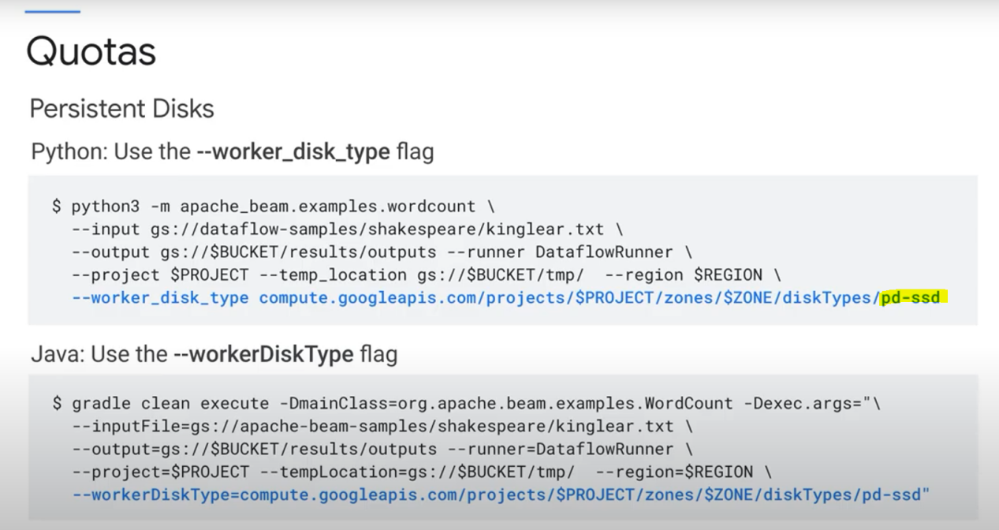 Quotas
Persistent Disks
Python: Use the --worker_disk_type flag
$ python3 -m apache_beam.examples.wordcount \
--input gs://dataflow-samples/shakespeare/kinglear.txt \
--output gs://$BUCKET/results/outputs --runner DataflowRunner \
--project $PROJECT --temp_location gs://$BUCKET/tmp/ --region $REGION \
--worker_disk_type compute.googleapis.com/projects/$PROJECT/zones/$ZONE/diskTypes/pd-ssd
Java: Use the --workerDiskType flag
$ gradle clean execute -DmainClass=org.apache.beam.examples.WordCount -Dexec.args="\
--inputFile=gs://apache-beam-samples/shakespeare/kinglear.txt \
--output=gs://$BUCKET/results/outputs --runner=DataflowRunner \
--project=$PROJECT --tempLocation=gs://$BUCKET/tmp/ --region=$REGION \
--workerDiskType=compute.googleapis.com/projects/$PROJECT/zones/$ZONE/diskTypes/pd-ssd"